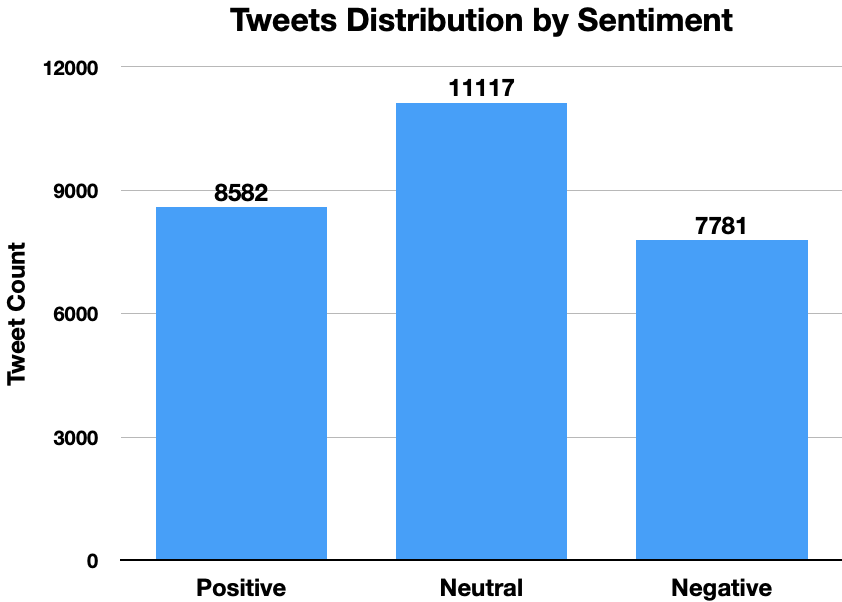 Tweets Distribution by Sentiment
Tweet Count
12000
9000
6000
3000
0
8582
11117
7781
Positive
Neutral
Negative